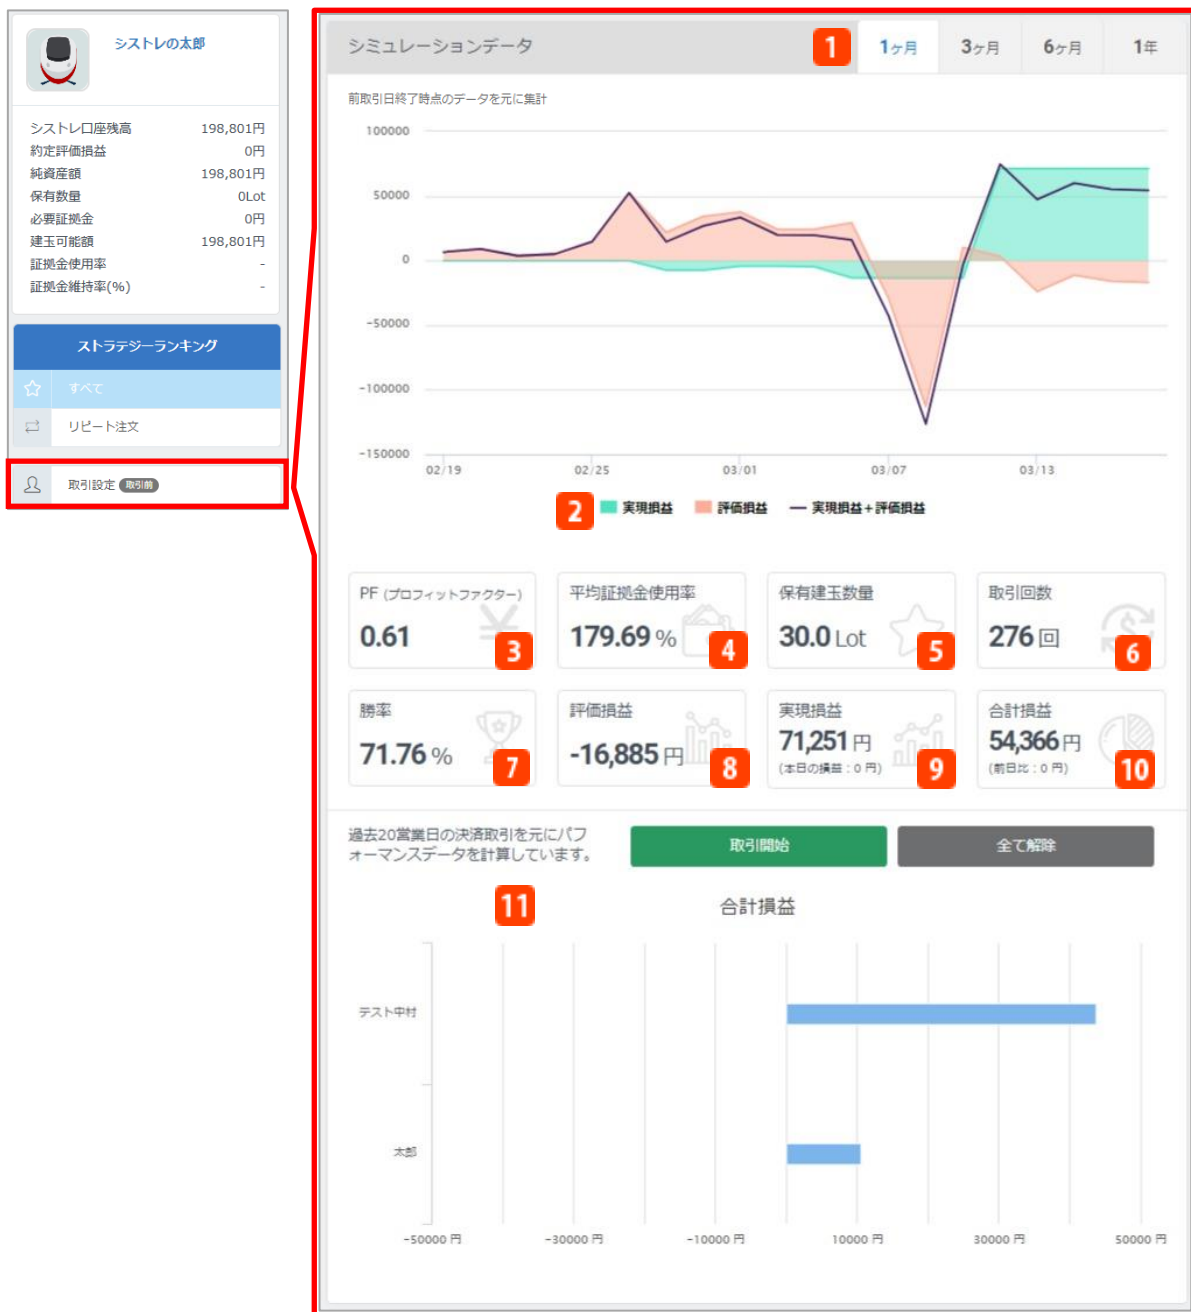 シストレの太郎
シストレ口座残高 198,801円
約定評価損益 0円
純資産額 198,801円
保有数量 0Lot
必要証拠金 0円
建玉可能額 198,801円
証拠金使用率 -
証拠金維持率(%) -
ストラテジーランキング
すべて
リピート注文
取引設定 取引前
シミュレーションデータ 1 1ヶ月 3ヶ月 6ヶ月 1年
前取引日終了時点のデータを元に集計
100000
50000
0
-50000
-100000
-150000
02/19 02/25 03/01 03/07 03/13
2 実現損益 評価損益 実現損益+評価損益
PF (プロフィットファクター)
0.61 3
平均証拠金使用率
179.69 % 4
保有建玉数量
30.0 Lot 5
取引回数
276 回 6
勝率
71.76 % 7
評価損益
-16,885 円 8
実現損益
71,251 円
(本日の損益：0 円) 9
合計損益
54,366 円
(前日比：0 円) 10
過去20営業日の決済取引を元にパフ
ォーマンスデータを計算しています。
取引開始 全て解除
11 合計損益
テスト中村
太郎
-50000 円 -30000 円 -10000 円 10000 円 30000 円 50000 円